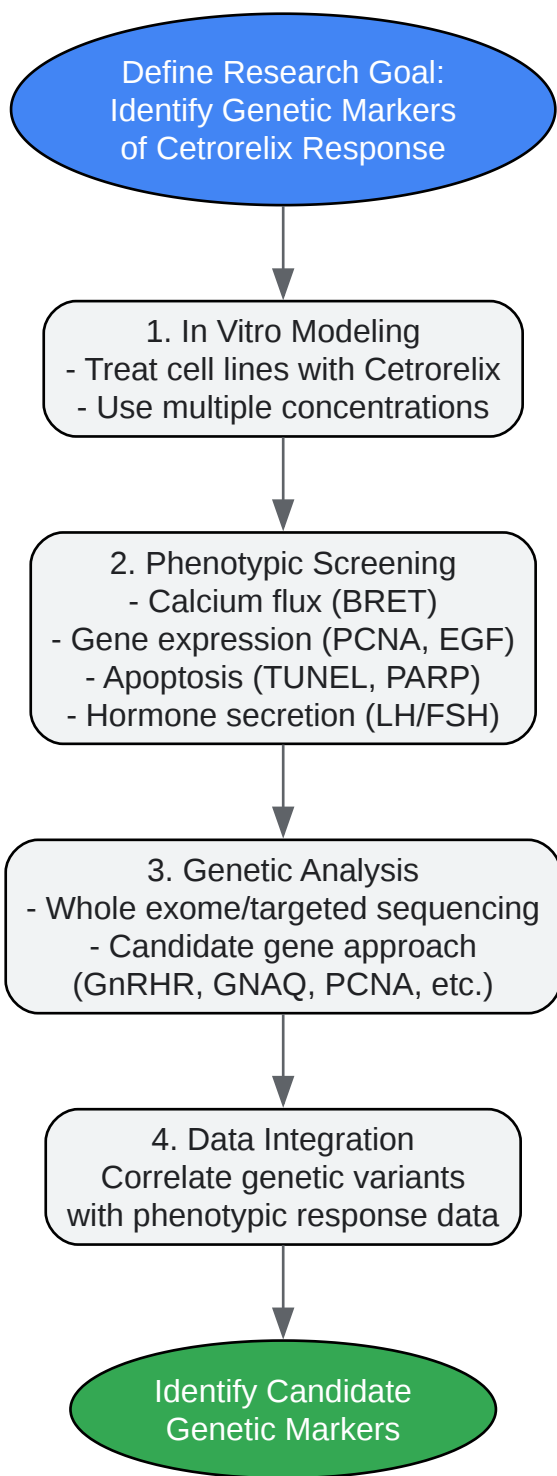 Define Research Goal:
Identify Genetic Markers
of Cetrorelix Response
1. In Vitro Modeling
- Treat cell lines with Cetrorelix
- Use multiple concentrations
2. Phenotypic Screening
- Calcium flux (BRET)
- Gene expression (PCNA, EGF)
- Apoptosis (TUNEL, PARP)
- Hormone secretion (LH/FSH)
3. Genetic Analysis
- Whole exome/targeted sequencing
- Candidate gene approach
(GnRHR, GNAQ, PCNA, etc.)
4. Data Integration
Correlate genetic variants
with phenotypic response data
Identify Candidate
Genetic Markers